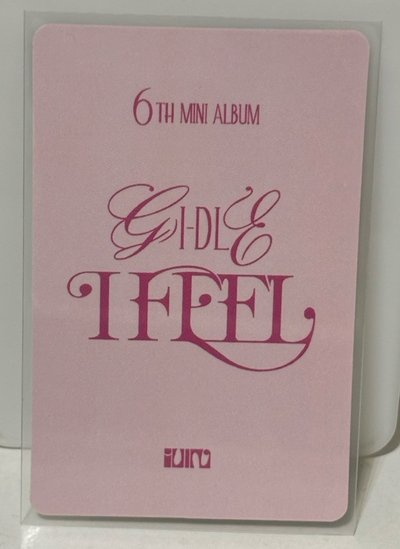 6TH MINI ALBUM
G I-DLE
I FEEL